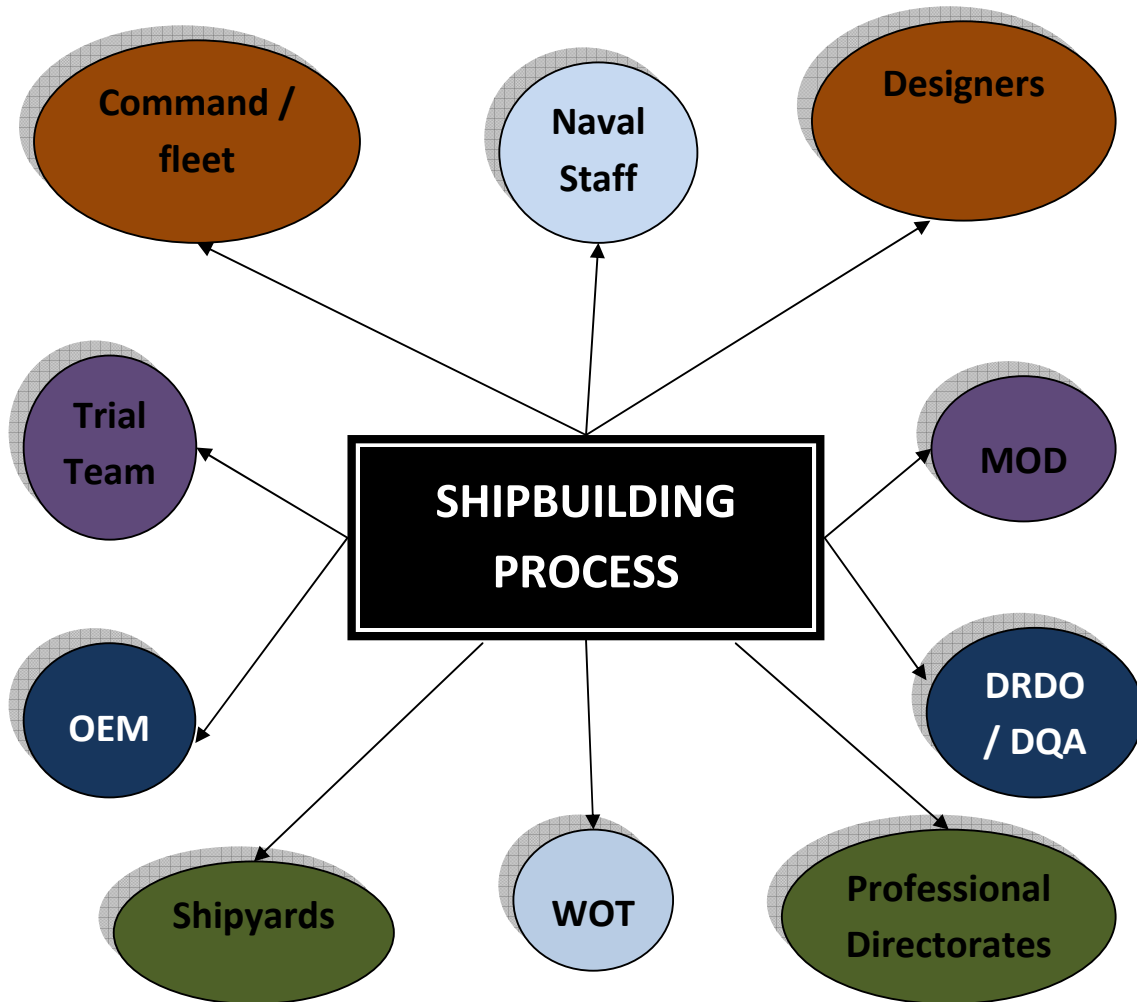 Command /
fleet
Naval
Staff
Designers
Trial
Team
MOD
SHIPBUILDING
PROCESS
OEM
DRDO
/ DQA
Shipyards
WOT
Professional
Directorates